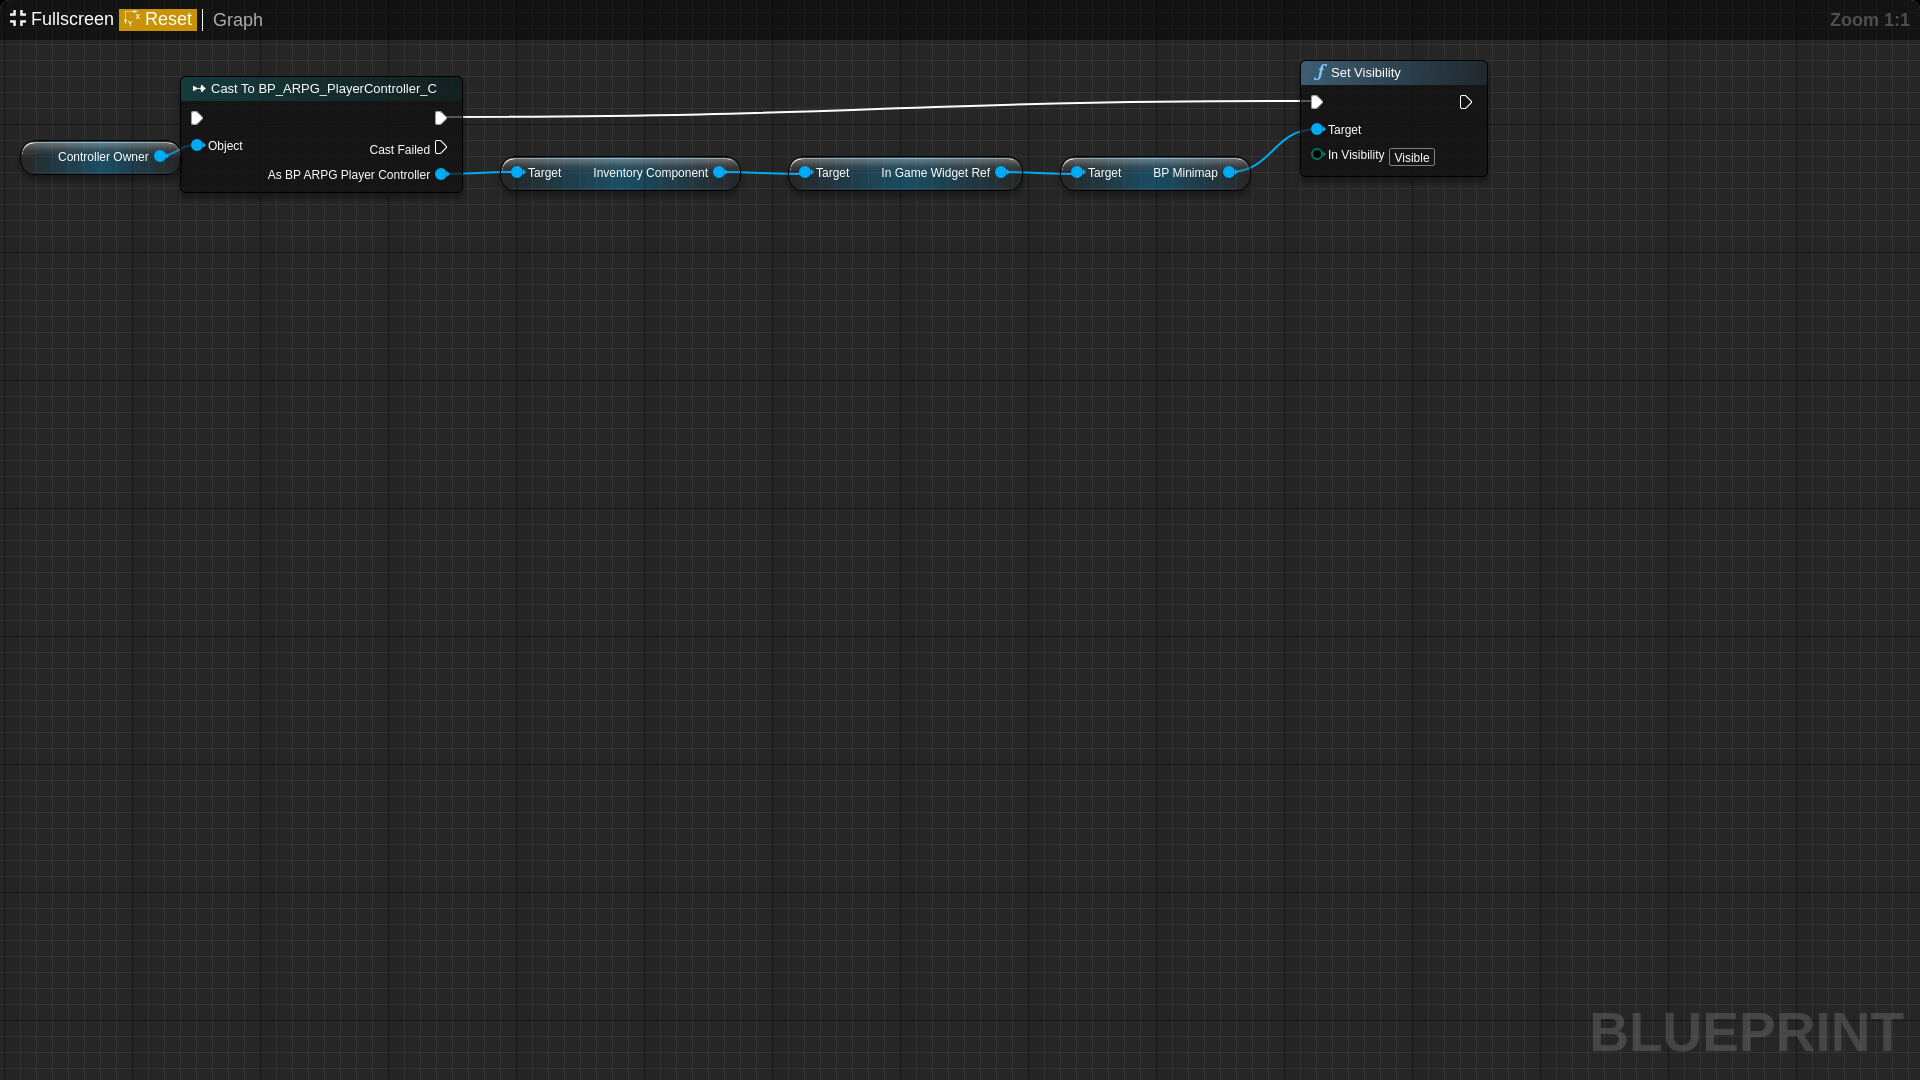 Fullscreen Reset Graph
Zoom 1:1
Cast To BP_ARPG_PlayerController_C
Controller Owner
Object
Cast Failed
As BP ARPG Player Controller
Target Inventory Component
Target In Game Widget Ref
Target BP Minimap
Set Visibility
Target
In Visibility Visible
BLUEPRINT